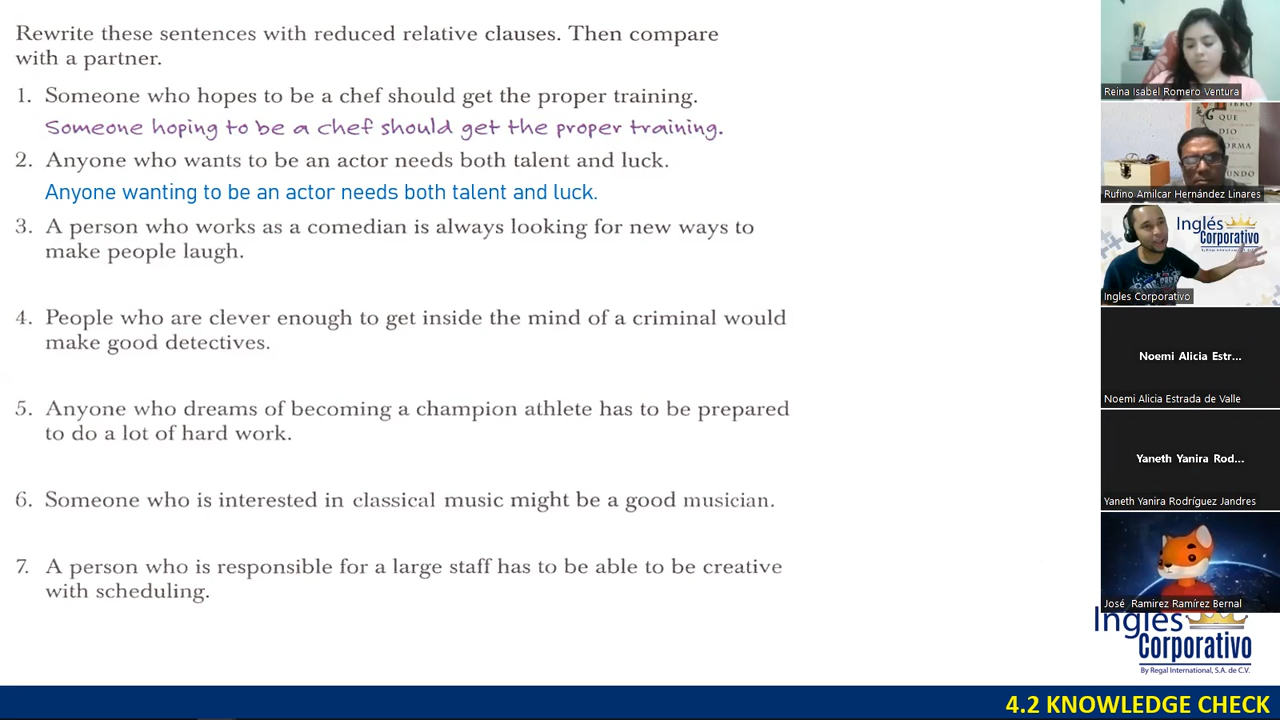 Rewrite these sentences with reduced relative clauses. Then compare
with a partner.
1. Someone who hopes to be a chef should get the proper training.
Someone hoping to be a chef should get the proper training.
2. Anyone who wants to be an actor needs both talent and luck.
Anyone wanting to be an actor needs both talent and luck.
3. A person who works as a comedian is always looking for new ways to
make people laugh.
4. People who are clever enough to get inside the mind of a criminal would
make good detectives.
5. Anyone who dreams of becoming a champion athlete has to be prepared
to do a lot of hard work.
6. Someone who is interested in classical music might be a good musician.
7. A person who is responsible for a large staff has to be able to be creative
with scheduling.
Reina Isabel Romero Ventura
QUE
DIO
Rufino Amilcar Hernández Linares
Inglés
Corporativo
Ingles Corporativo
Noemi Alicia Estr...
Noemi Alicia Estrada de Valle
Yaneth Yanira Rod...
Yaneth Yanira Rodríguez Jandres
José Ramirez Ramírez Bernal
Inglés
Corporativo
By Regal International, S.A. de C.V.
4.2 KNOWLEDGE CHECK